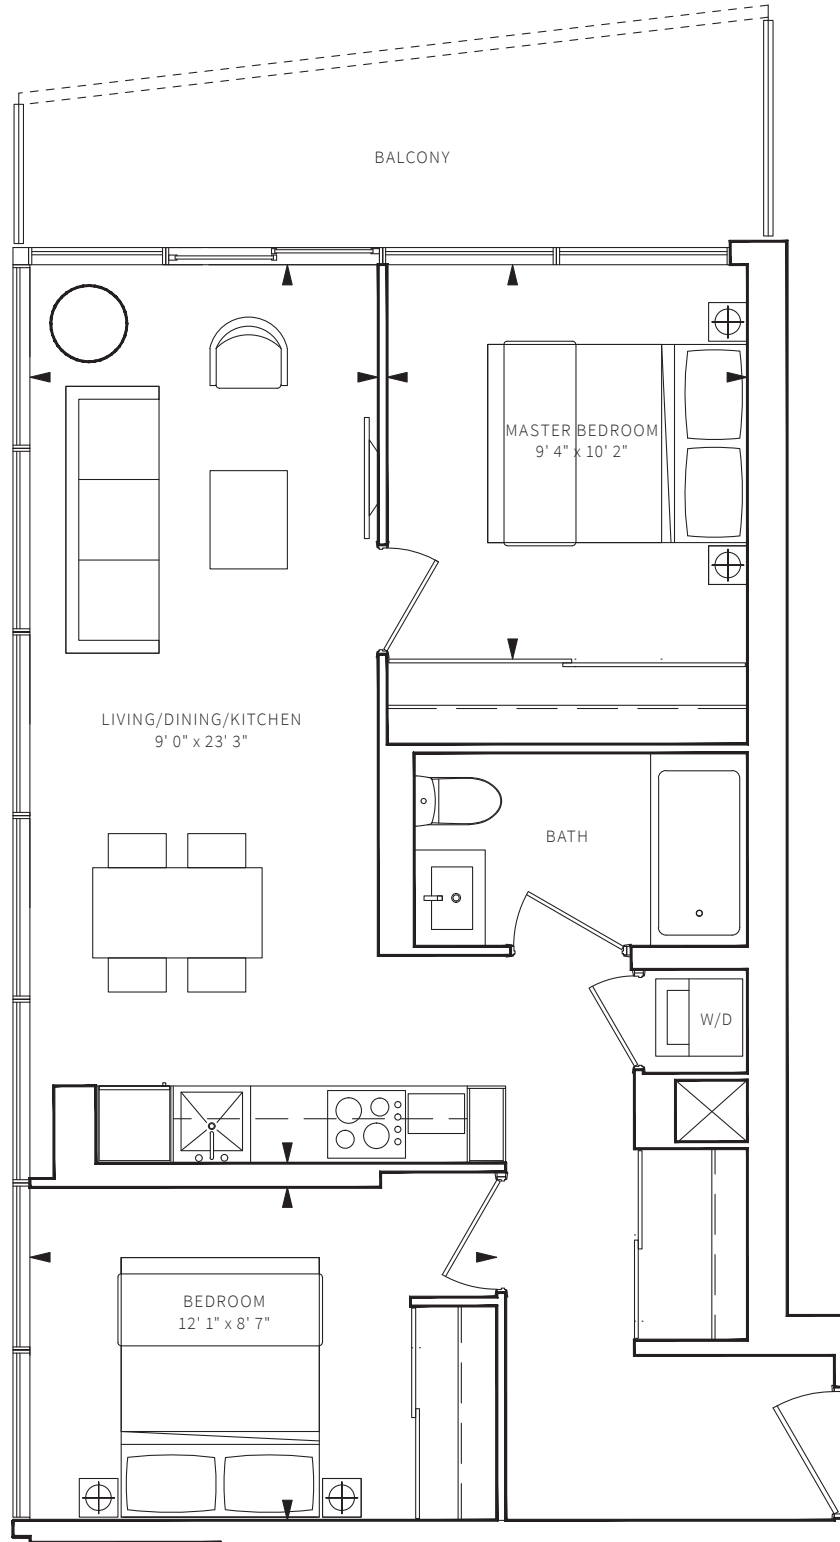 BALCONY
MASTER BEDROOM
9' 4" x 10' 2"
LIVING/DINING/KITCHEN
9' 0" x 23' 3"
BATH
W/D
BEDROOM
12' 1" x 8' 7"